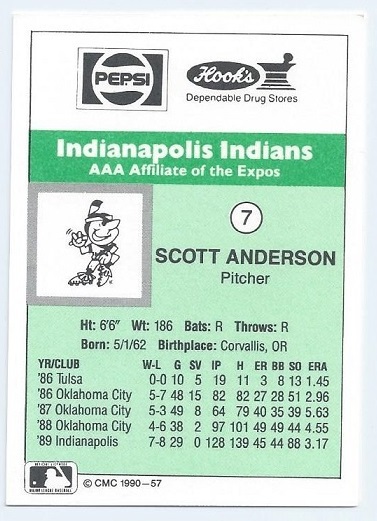 PEPSI
Hook's
Dependable Drug Stores
Indianapolis Indians
AAA Affiliate of the Expos
7
SCOTT ANDERSON
Pitcher
Ht: 6'6" Wt: 186 Bats: R Throws: R
Born: 5/1/62 Birthplace: Corvallis, OR
YR/CLUB W-L G SV IP H ER BB SO ERA
'86 Tulsa 0-0 10 5 19 11 3 8 13 1.45
'86 Oklahoma City 5-7 48 15 82 82 27 28 51 2.96
'87 Oklahoma City 5-3 49 8 64 79 40 35 39 5.63
'88 Oklahoma City 4-6 38 2 97 101 49 49 44 4.55
'89 Indianapolis 7-8 29 0 128 139 45 44 88 3.17
© CMC 1990-57